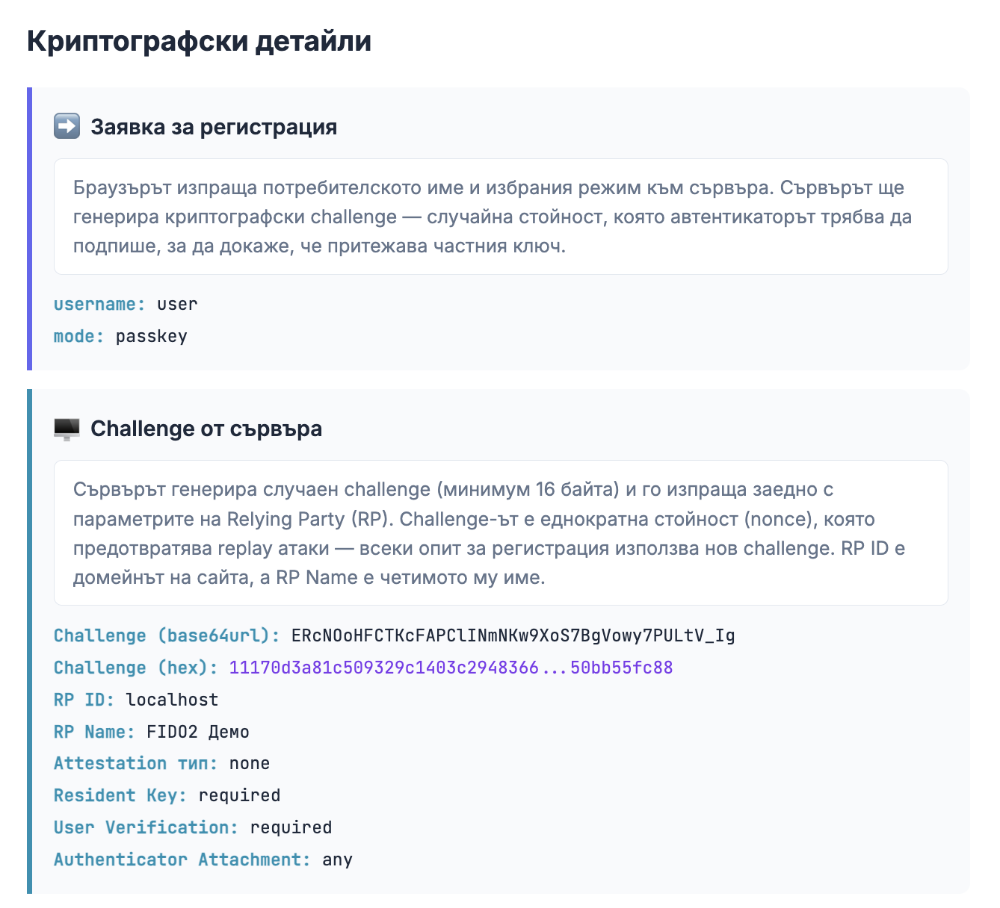 Криптографски детайли
Заявка за регистрация
Браузърът изпраща потребителското име и избрания режим към сървъра. Сървърът ще
генерира криптографски challenge — случайна стойност, която автентикаторът трябва да
подпише, за да докаже, че притежава частния ключ.
username: user
mode: passkey
Challenge от сървъра
Сървърът генерира случаен challenge (минимум 16 байта) и го изпраща заедно с
параметрите на Relying Party (RP). Challenge-ът е еднократна стойност (nonce), която
предотвратява replay атаки — всеки опит за регистрация използва нов challenge. RP ID е
домейнът на сайта, а RP Name е четимото му име.
Challenge (base64url): ERcNOoHFCTKcFAPClINmNKw9XoS7BgVowy7PULtV_Ig
Challenge (hex): 11170d3a81c509329c1403c2948366...50bb55fc88
RP ID: localhost
RP Name: FIDO2 Демо
Attestation тип: none
Resident Key: required
User Verification: required
Authenticator Attachment: any